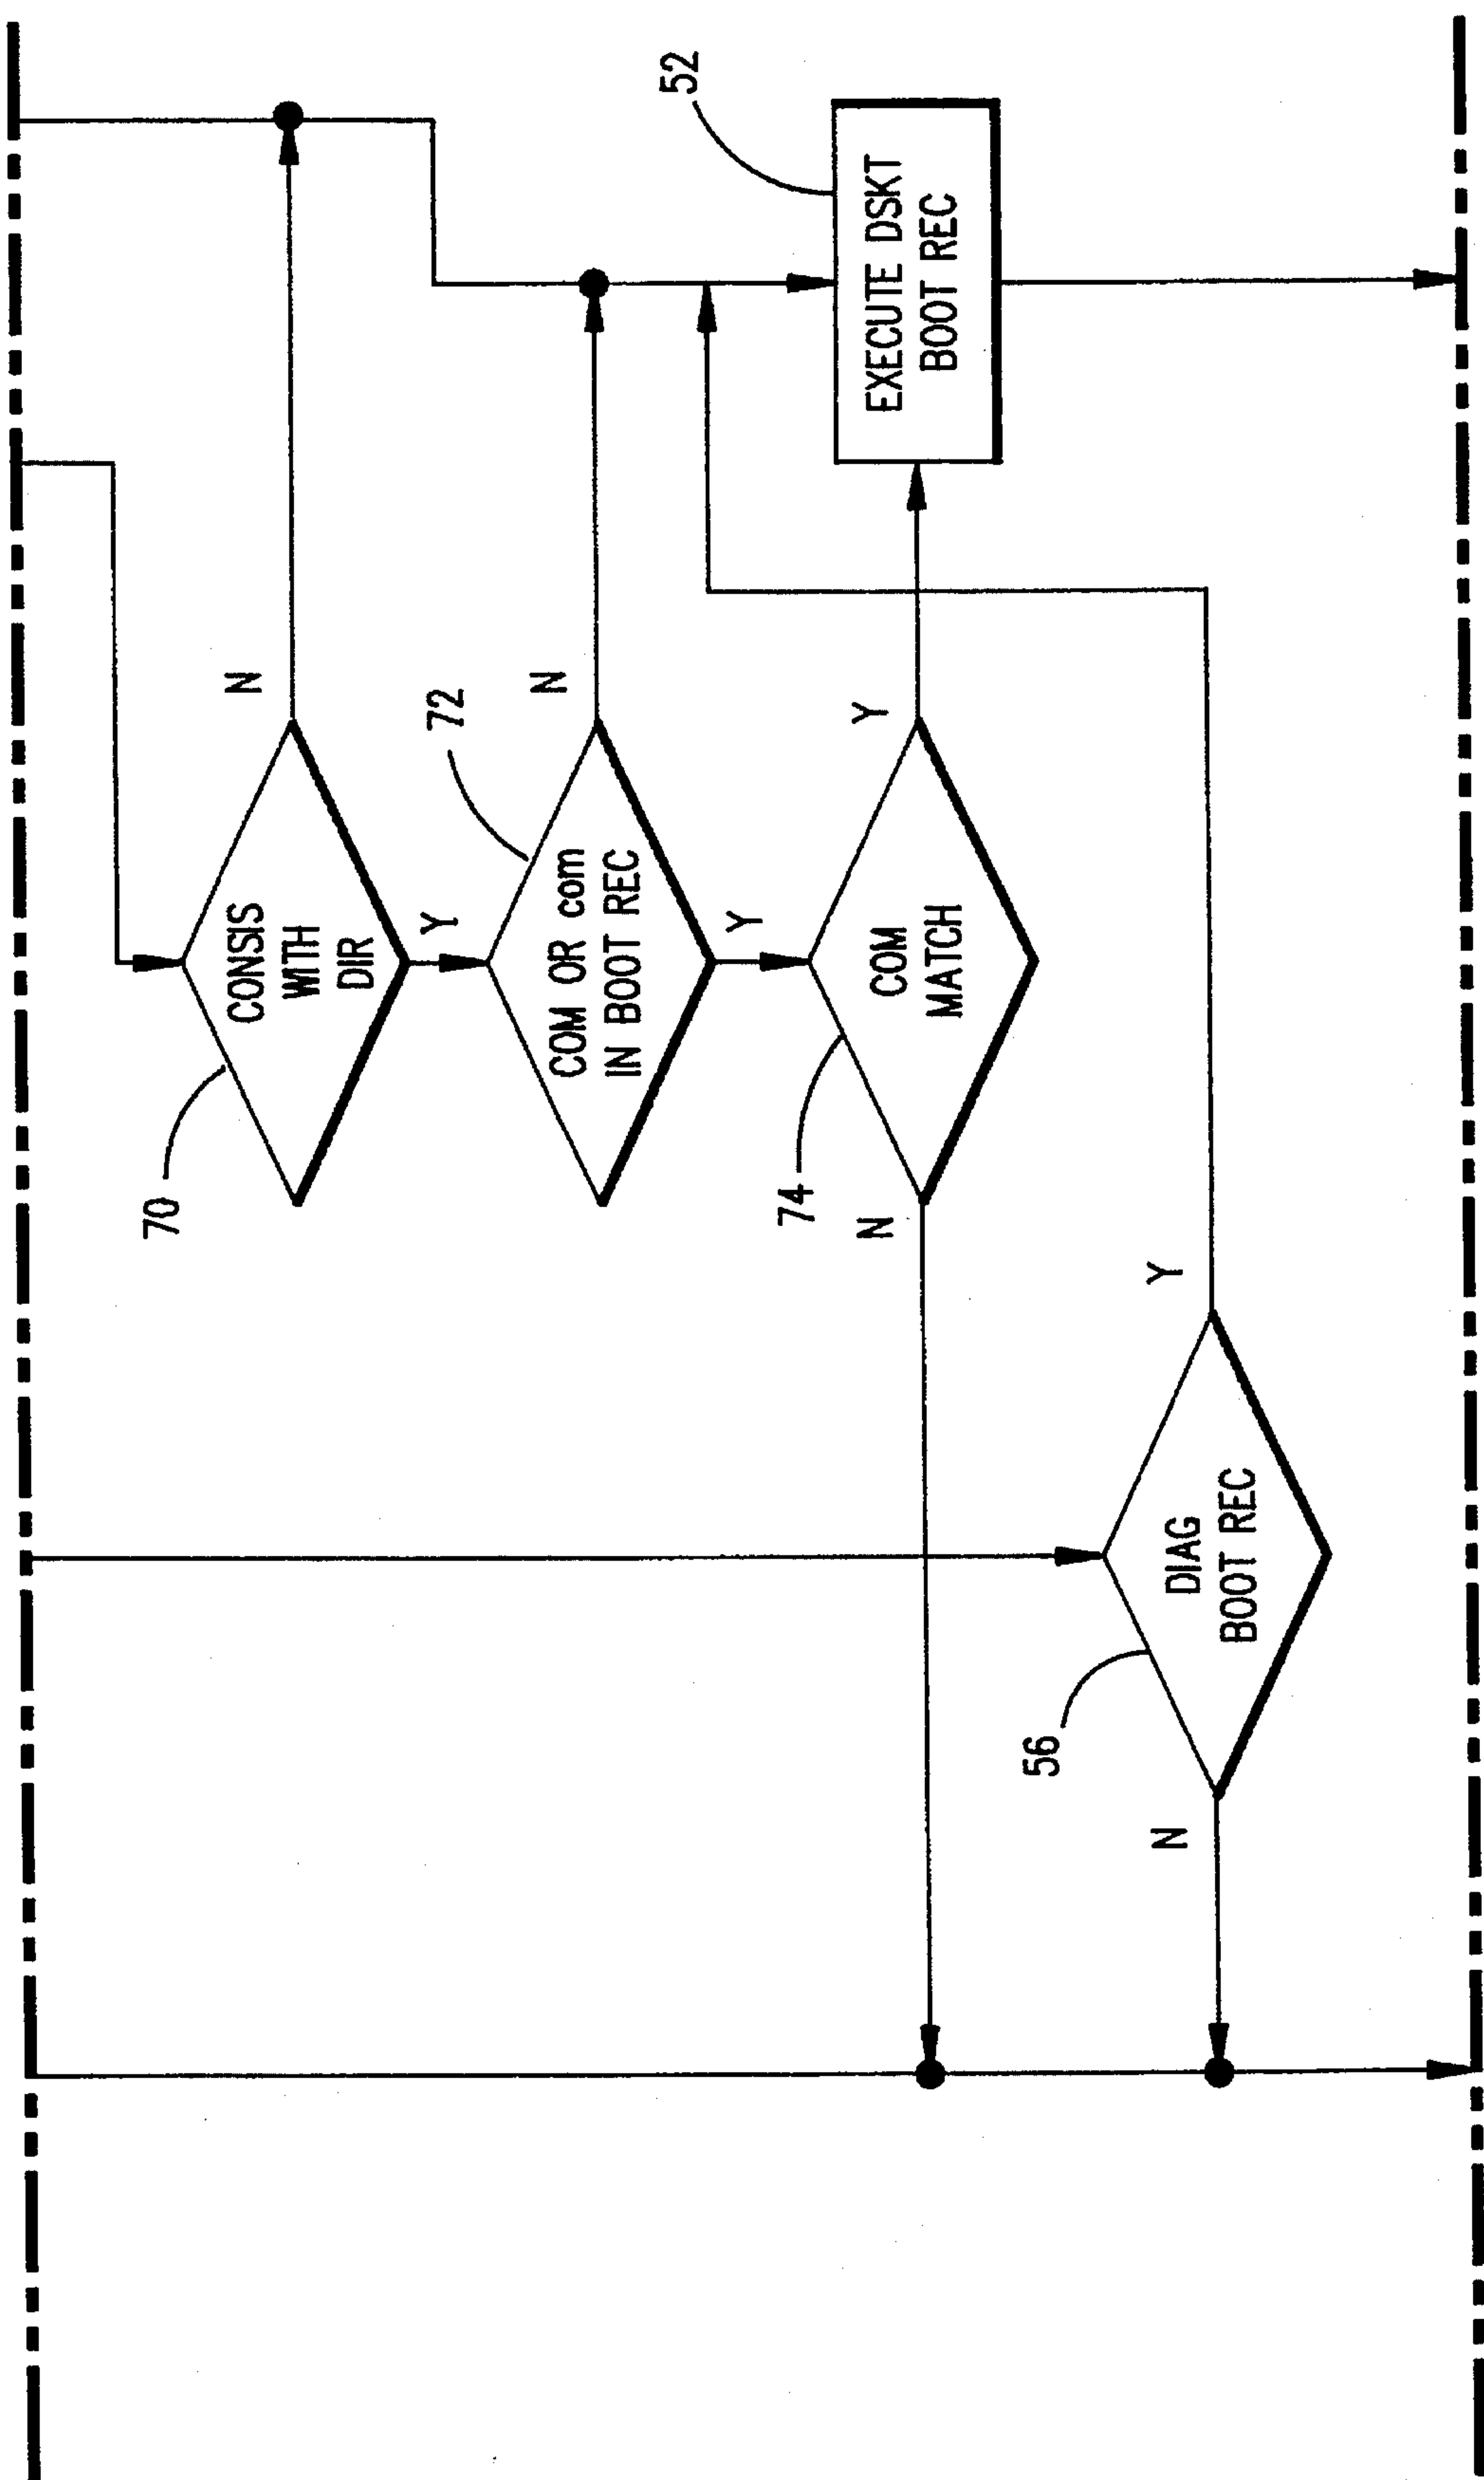 70
CONSIS
WITH
DIR
N
Y
72
COM OR com
IN BOOT REC
N
Y
74
COM
MATCH
N
Y
52
EXECUTE DSKT
BOOT REC
56
DIAG
BOOT REC
N
Y